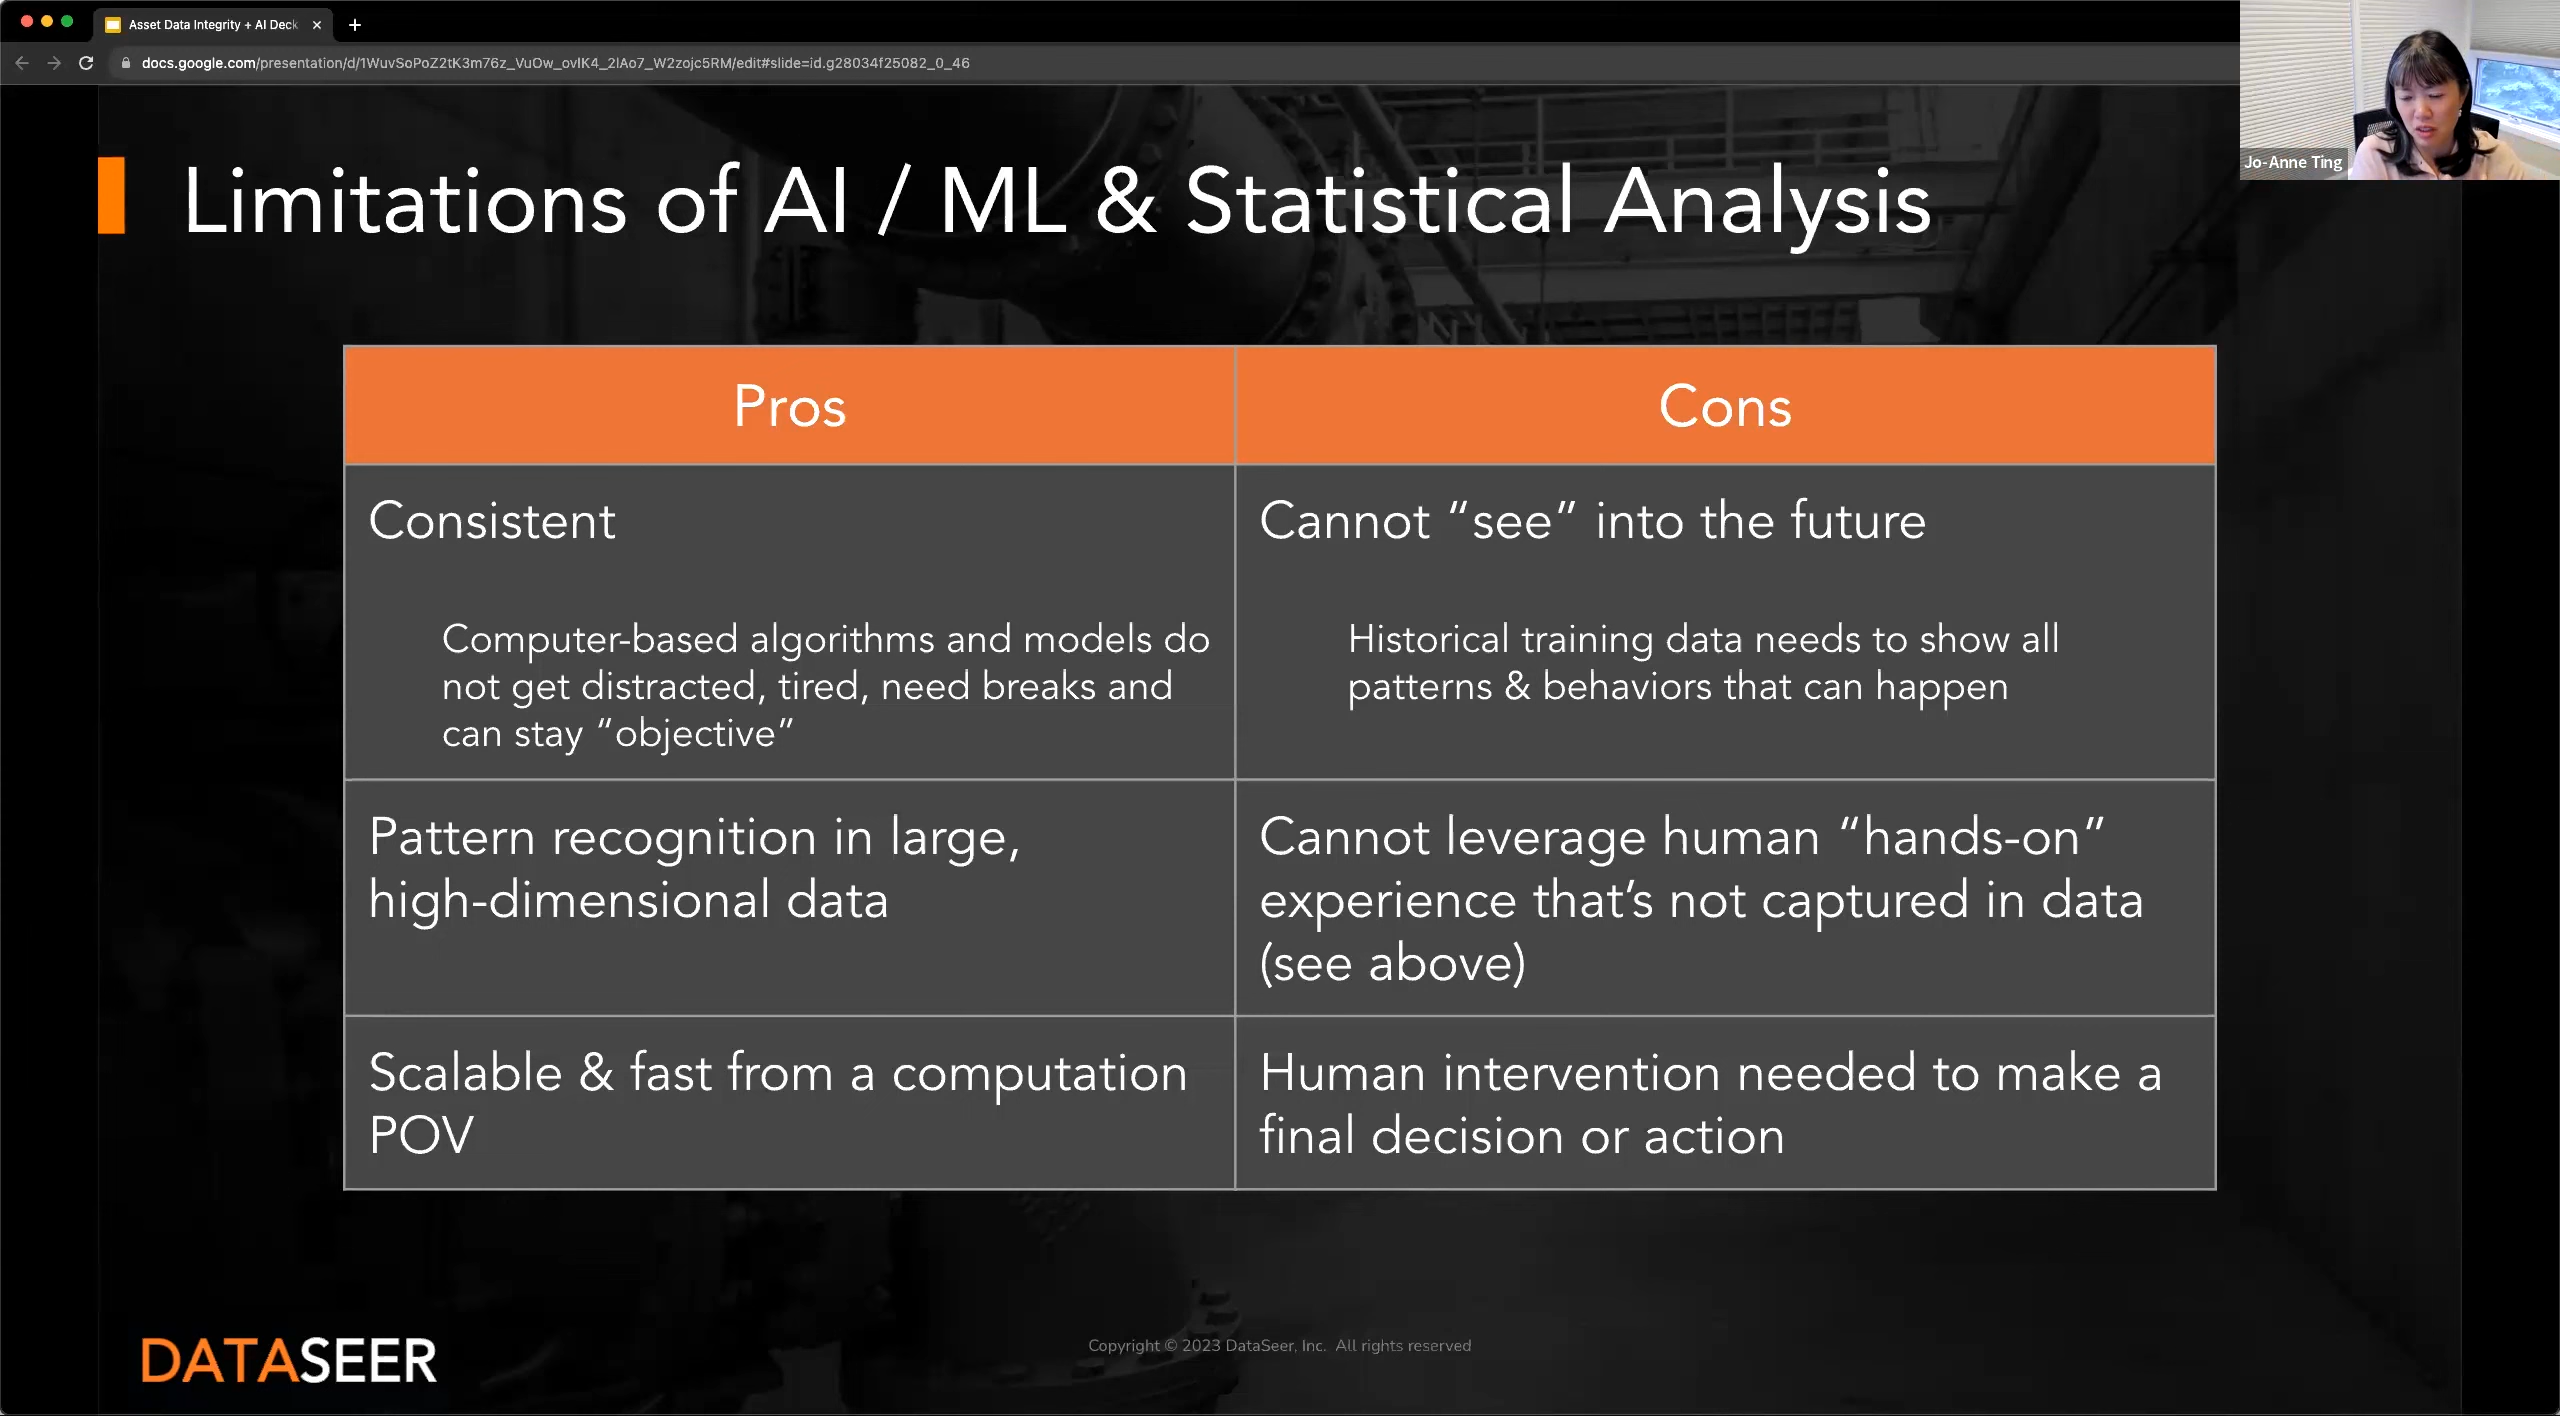 Asset Data Integrity + AI Deck
docs.google.com/presentation/d/1WuvSoPoZ2tK3m76z_VuOw_ovIK4_2lAo7_W2zojc5RM/edit#slide=id.g28034f25082_0_46
Jo-Anne Ting
Limitations of AI / ML & Statistical Analysis
Pros
Cons
Consistent
Computer-based algorithms and models do
not get distracted, tired, need breaks and
can stay “objective”
Cannot “see” into the future
Historical training data needs to show all
patterns & behaviors that can happen
Pattern recognition in large,
high-dimensional data
Cannot leverage human “hands-on”
experience that’s not captured in data
(see above)
Scalable & fast from a computation
POV
Human intervention needed to make a
final decision or action
DATASEER
Copyright © 2023 DataSeer, Inc. All rights reserved